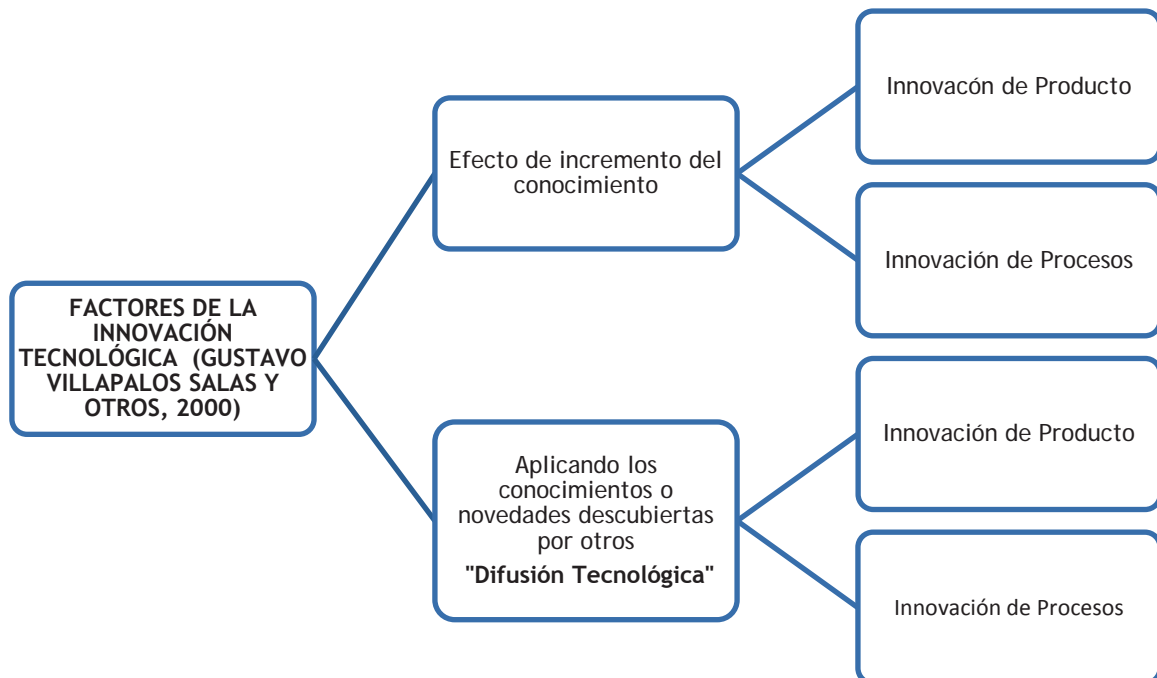 FACTORES DE LA
INNOVACIÓN
TECNOLÓGICA (GUSTAVO
VILLAPALOS SALAS Y
OTROS, 2000)
Efecto de incremento del
conocimiento
Innovacón de Producto
Innovación de Procesos
Aplicando los
conocimientos o
novedades descubiertas
por otros
"Difusión Tecnológica"
Innovación de Producto
Innovación de Procesos